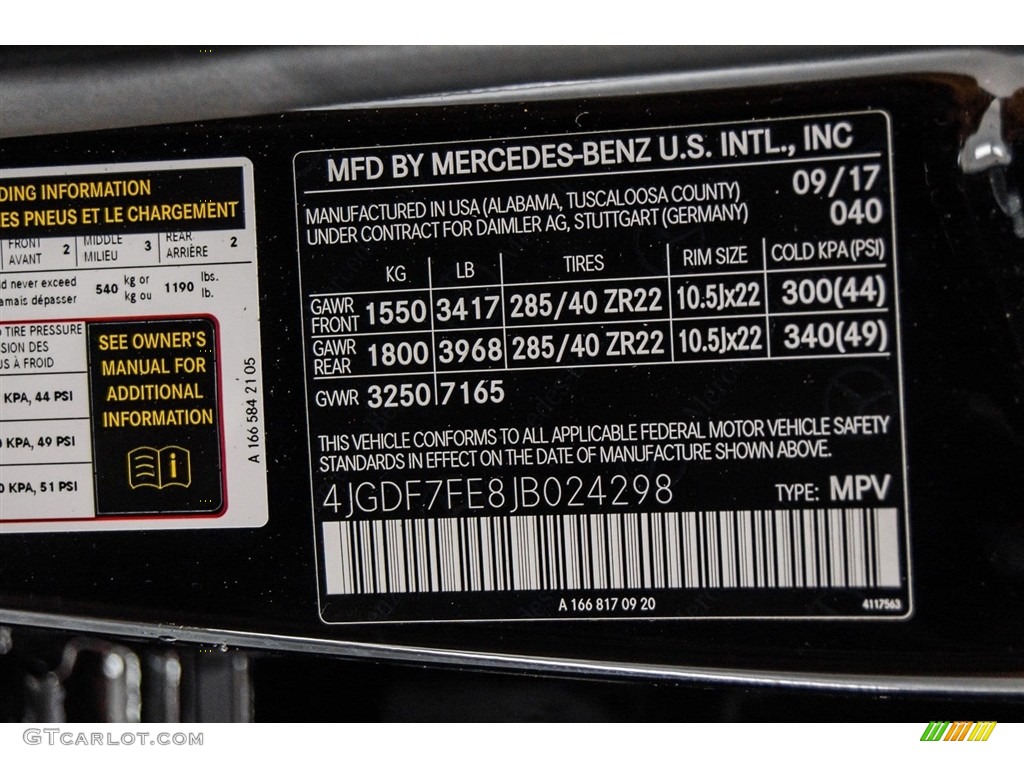 DING INFORMATION
ES PNEUS ET LE CHARGEMENT
FRONT AVANT 2 MIDDLE MILIEU 3 REAR ARRIÈRE 2
d never exceed
amais dépasser 540 kg or kg ou 1190 lbs. lb.
TIRE PRESSURE
SION DES
S À FROID
KPA, 44 PSI
KPA, 49 PSI
KPA, 51 PSI
SEE OWNER'S
MANUAL FOR
ADDITIONAL
INFORMATION
A 166 584 21 05
MFD BY MERCEDES-BENZ U.S. INTL., INC
MANUFACTURED IN USA (ALABAMA, TUSCALOOSA COUNTY) 09/17
UNDER CONTRACT FOR DAIMLER AG, STUTTGART (GERMANY) 040
KG LB TIRES RIM SIZE COLD KPA(PSI)
GAWR FRONT 1550 3417 285/40 ZR22 10.5Jx22 300(44)
GAWR REAR 1800 3968 285/40 ZR22 10.5Jx22 340(49)
GVWR 3250 7165
THIS VEHICLE CONFORMS TO ALL APPLICABLE FEDERAL MOTOR VEHICLE SAFETY
STANDARDS IN EFFECT ON THE DATE OF MANUFACTURE SHOWN ABOVE.
4JGDF7FE8JB024298 TYPE: MPV
A 166 817 09 20 4117563
GTCARLOT.COM